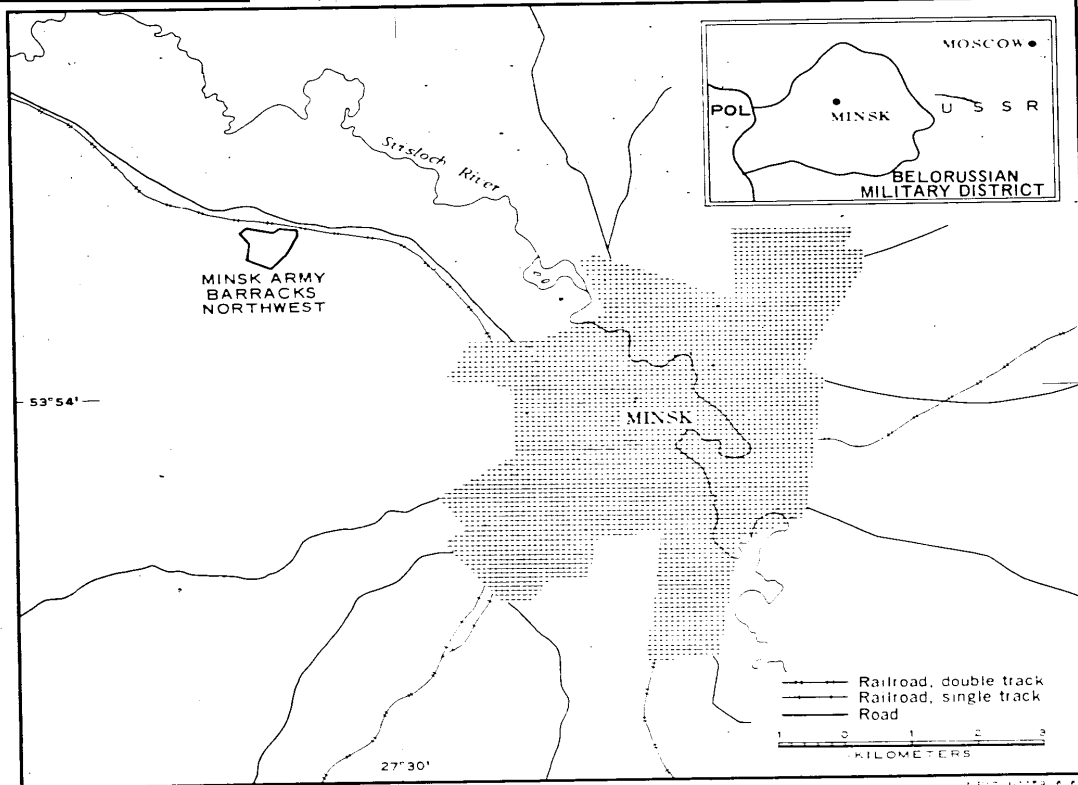 MOSCOW
POL
MINSK
U S S R
BELORUSSIAN
MILITARY DISTRICT
Svisloch River
MINSK ARMY
BARRACKS
NORTHWEST
53°54'
MINSK
Railroad, double track
Railroad, single track
Road
1 0 1 2 3
KILOMETERS
27°30'